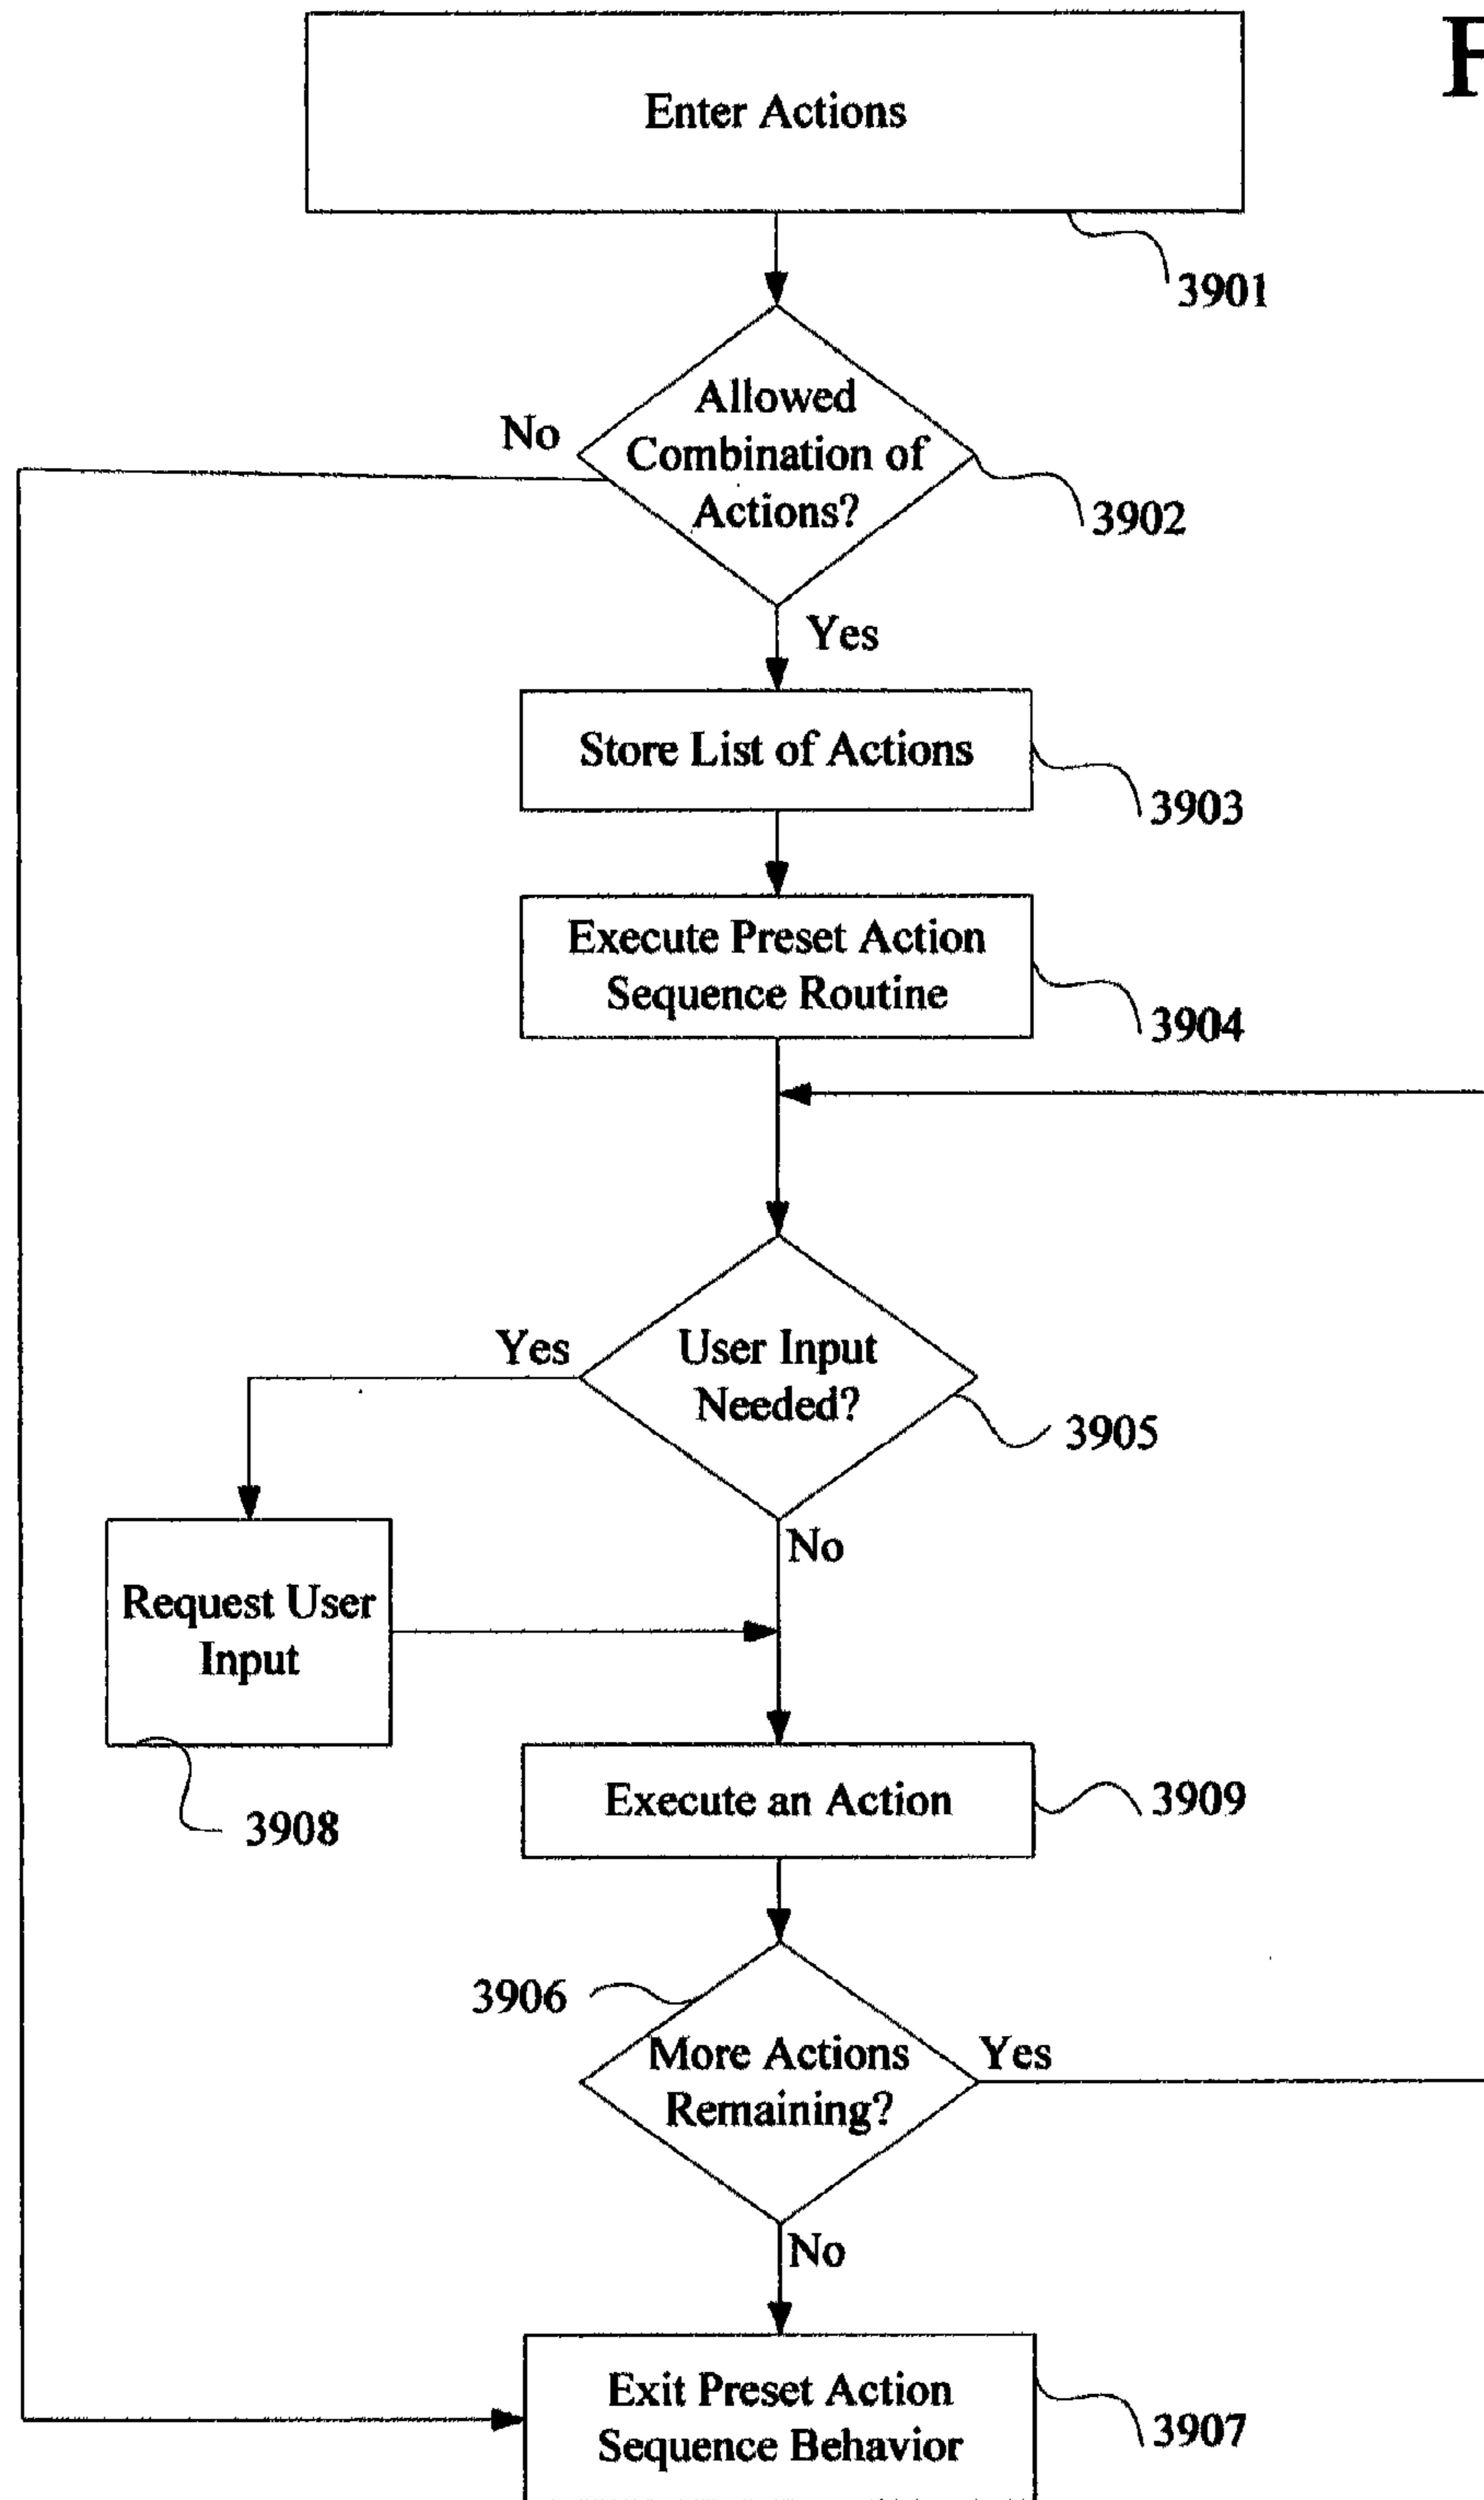 F
Enter Actions
3901
Allowed
Combination of
Actions?
No
3902
Yes
Store List of Actions
3903
Execute Preset Action
Sequence Routine
3904
User Input
Needed?
Yes
3905
No
Request User
Input
3908
Execute an Action
3909
3906
More Actions
Remaining?
Yes
No
Exit Preset Action
Sequence Behavior
3907